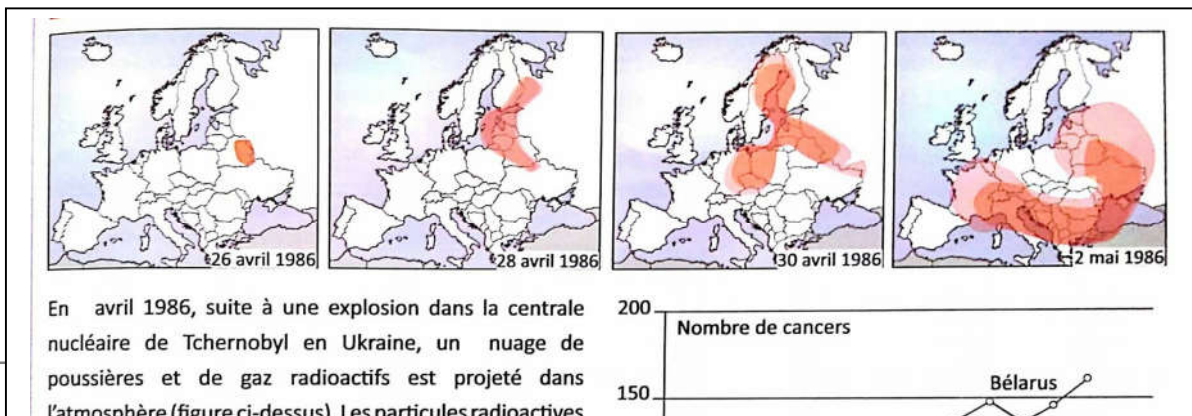 26 avril 1986
28 avril 1986
30 avril 1986
2 mai 1986
En avril 1986, suite à une explosion dans la centrale
nucléaire de Tchernobyl en Ukraine, un nuage de
poussières et de gaz radioactifs est projeté dans
l'atmosphère (figure ci-dessus). Les particules radioactives
200
Nombre de cancers
Bélarus
150